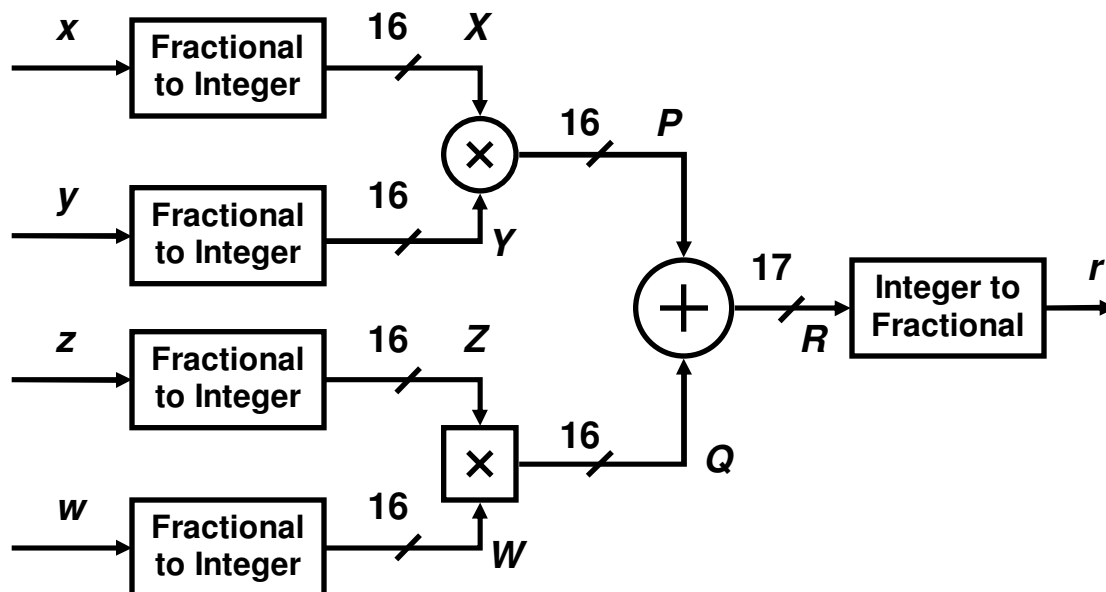 x
Fractional
to Integer
16
X
×
16
P
y
Fractional
to Integer
16
Y
+
17
R
Integer to
Fractional
r
z
Fractional
to Integer
16
Z
×
16
Q
w
Fractional
to Integer
16
W